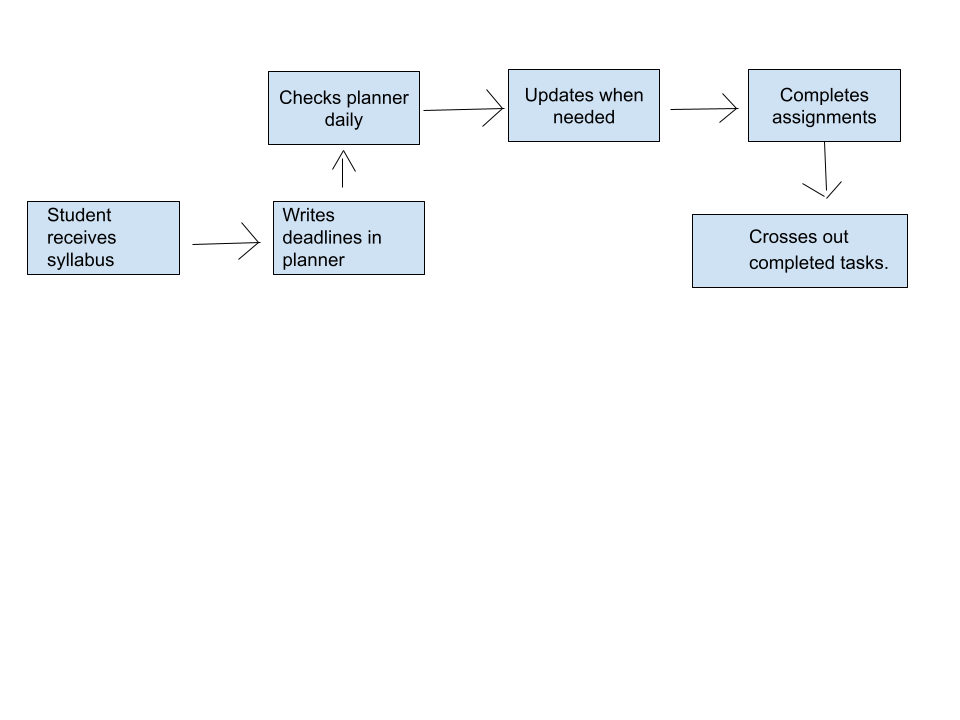 Student
receives
syllabus
Writes
deadlines in
planner
Checks planner
daily
Updates when
needed
Completes
assignments
Crosses out
completed tasks.